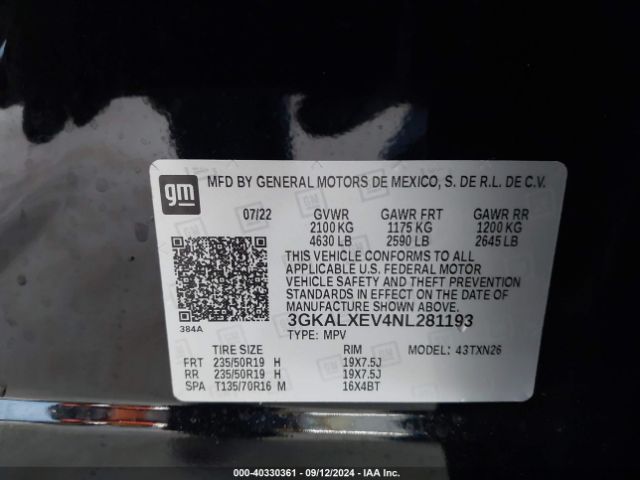 gm
MFD BY GENERAL MOTORS DE MEXICO, S. DE R.L. DE C.V.
07/22 GVWR GAWR FRT GAWR RR
2100 KG 1175 KG 1200 KG
4630 LB 2590 LB 2645 LB
THIS VEHICLE CONFORMS TO ALL
APPLICABLE U.S. FEDERAL MOTOR
VEHICLE SAFETY AND THEFT PREVENTION
STANDARDS IN EFFECT ON THE DATE OF
MANUFACTURE SHOWN ABOVE.
3GKALXEV4NL281193
384A
TYPE: MPV
TIRE SIZE RIM MODEL: 43TXN26
FRT 235/50R19 H 19X7.5J
RR 235/50R19 H 19X7.5J
SPA T135/70R16 M 16X4BT
000-40330361 - 09/12/2024 - IAA Inc.